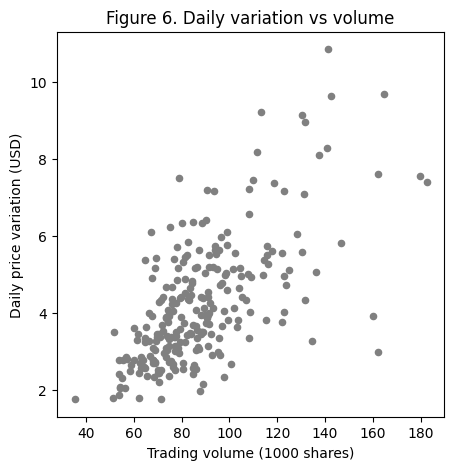 Figure 6. Daily variation vs volume
Daily price variation (USD)
10
8
6
4
2
40 60 80 100 120 140 160 180
Trading volume (1000 shares)